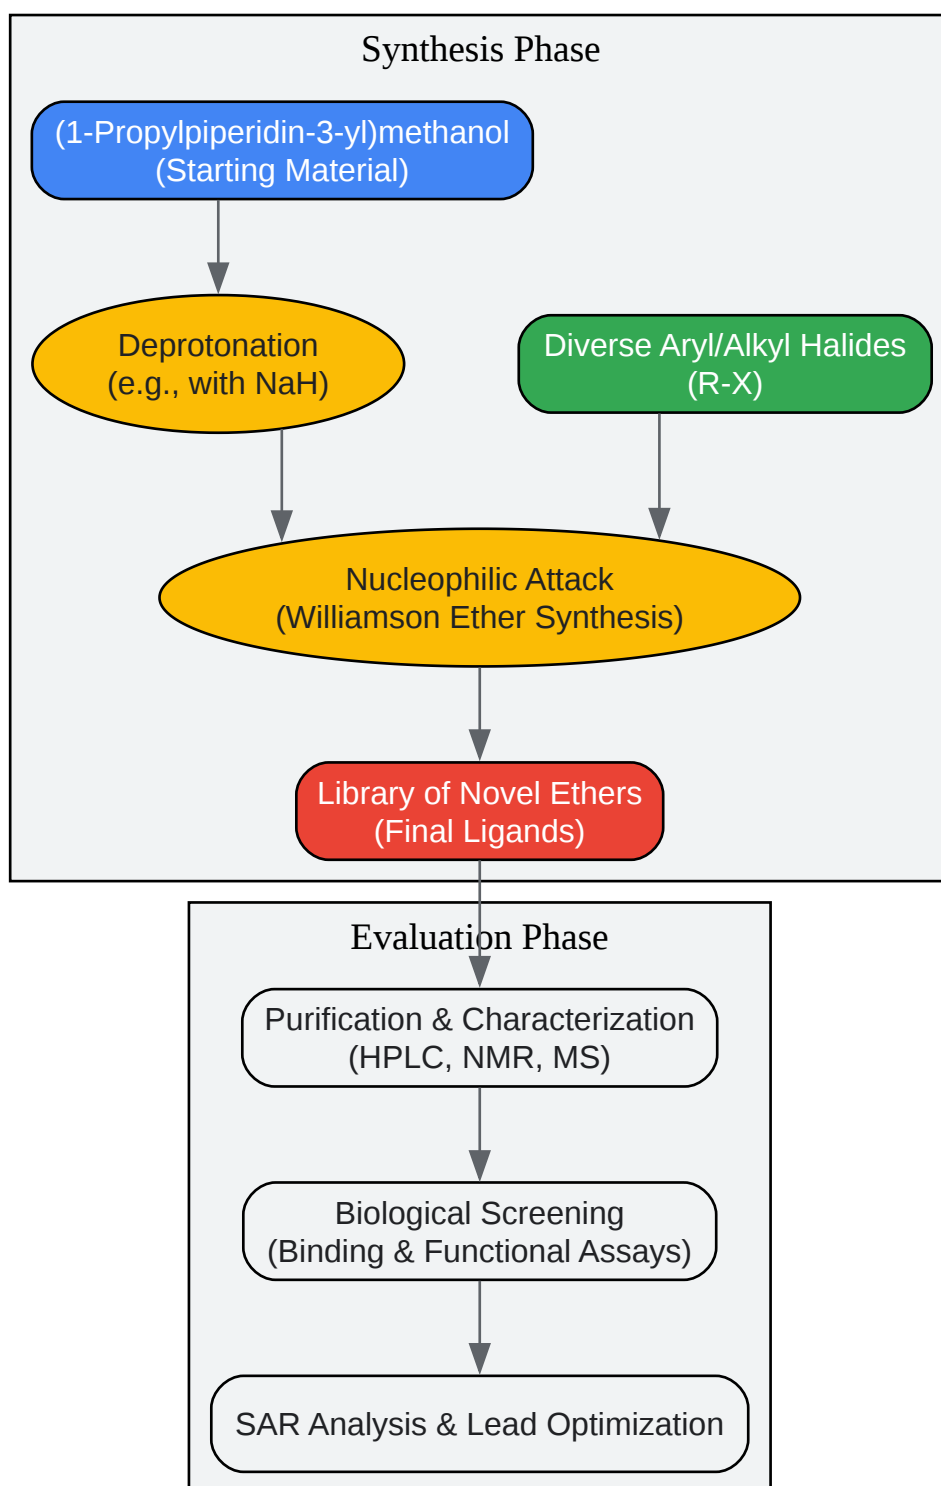 Synthesis Phase
(1-Propylpiperidin-3-yl)methanol
(Starting Material)
Deprotonation
(e.g., with NaH)
Diverse Aryl/Alkyl Halides
(R-X)
Nucleophilic Attack
(Williamson Ether Synthesis)
Library of Novel Ethers
(Final Ligands)
Evaluation Phase
Purification & Characterization
(HPLC, NMR, MS)
Biological Screening
(Binding & Functional Assays)
SAR Analysis & Lead Optimization